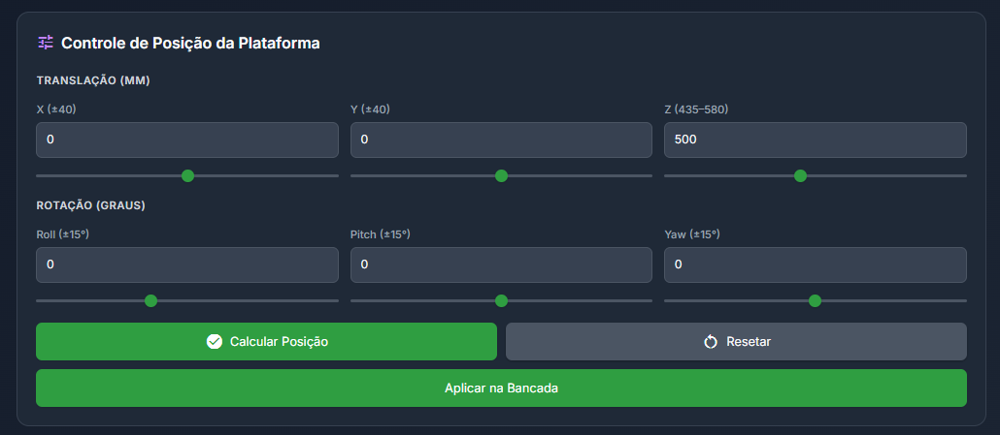 Controle de Posição da Plataforma
TRANSLAÇÃO (MM)
X (±40) Y (±40) Z (435–580)
0 0 500
ROTAÇÃO (GRAUS)
Roll (±15°) Pitch (±15°) Yaw (±15°)
0 0 0
Calcular Posição Resetar
Aplicar na Bancada